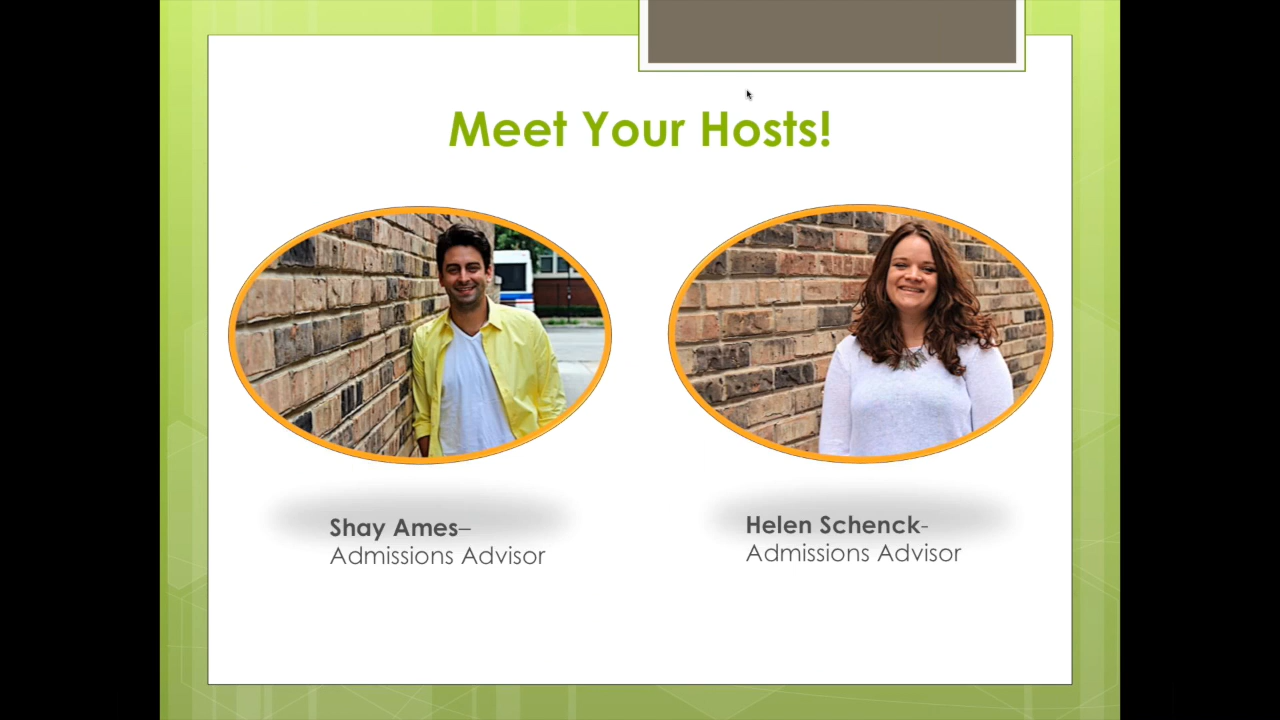 Meet Your Hosts!
Shay Ames–
Admissions Advisor
Helen Schenck-
Admissions Advisor